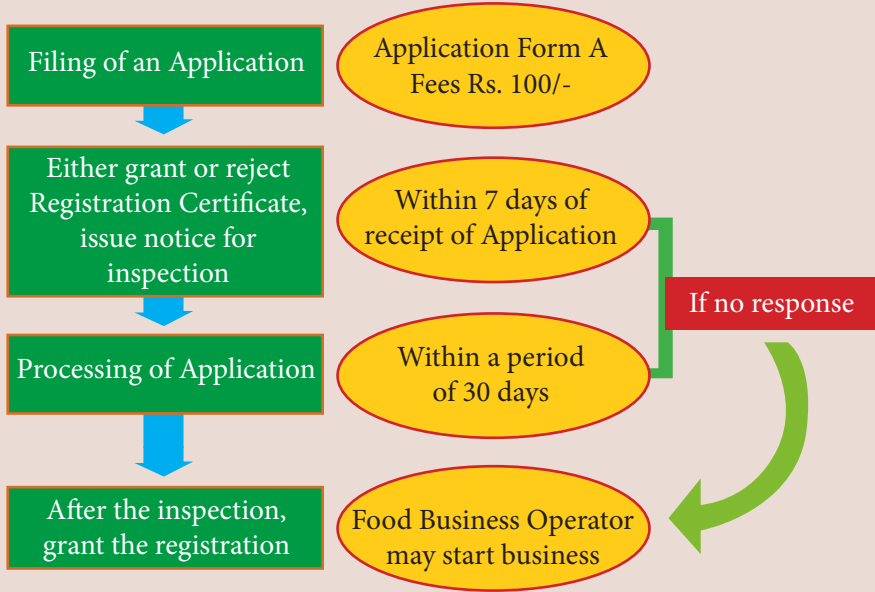 Filing of an Application
Application Form A
Fees Rs. 100/-
Either grant or reject
Registration Certificate,
issue notice for
inspection
Within 7 days of
receipt of Application
If no response
Processing of Application
Within a period
of 30 days
After the inspection,
grant the registration
Food Business Operator
may start business